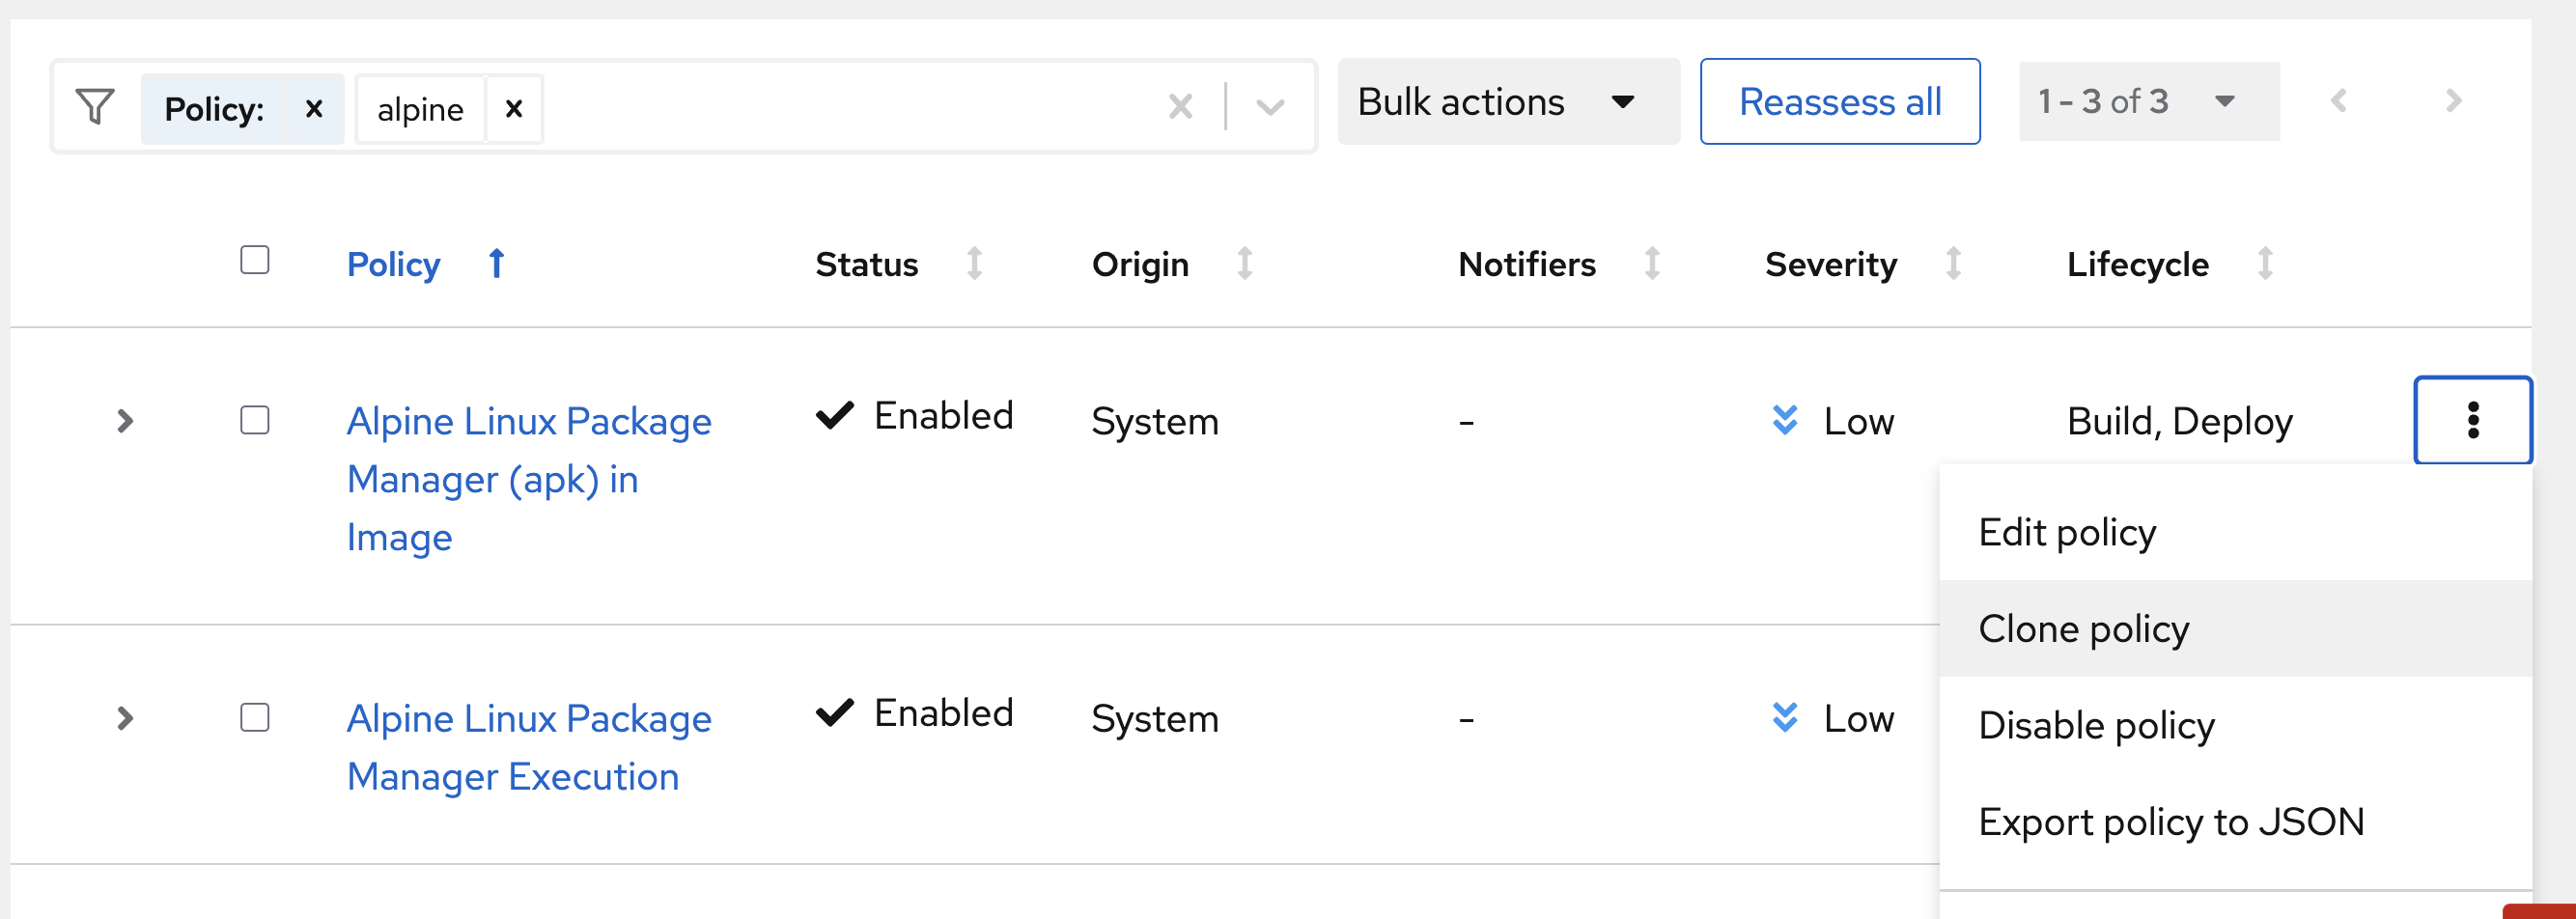 Policy: alpine Bulk actions Reassess all 1 - 3 of 3
Policy Status Origin Notifiers Severity Lifecycle
Alpine Linux Package Enabled System - Low Build, Deploy
Manager (apk) in
Image
Edit policy
Clone policy
Disable policy
Export policy to JSON
Alpine Linux Package Enabled System - Low
Manager Execution